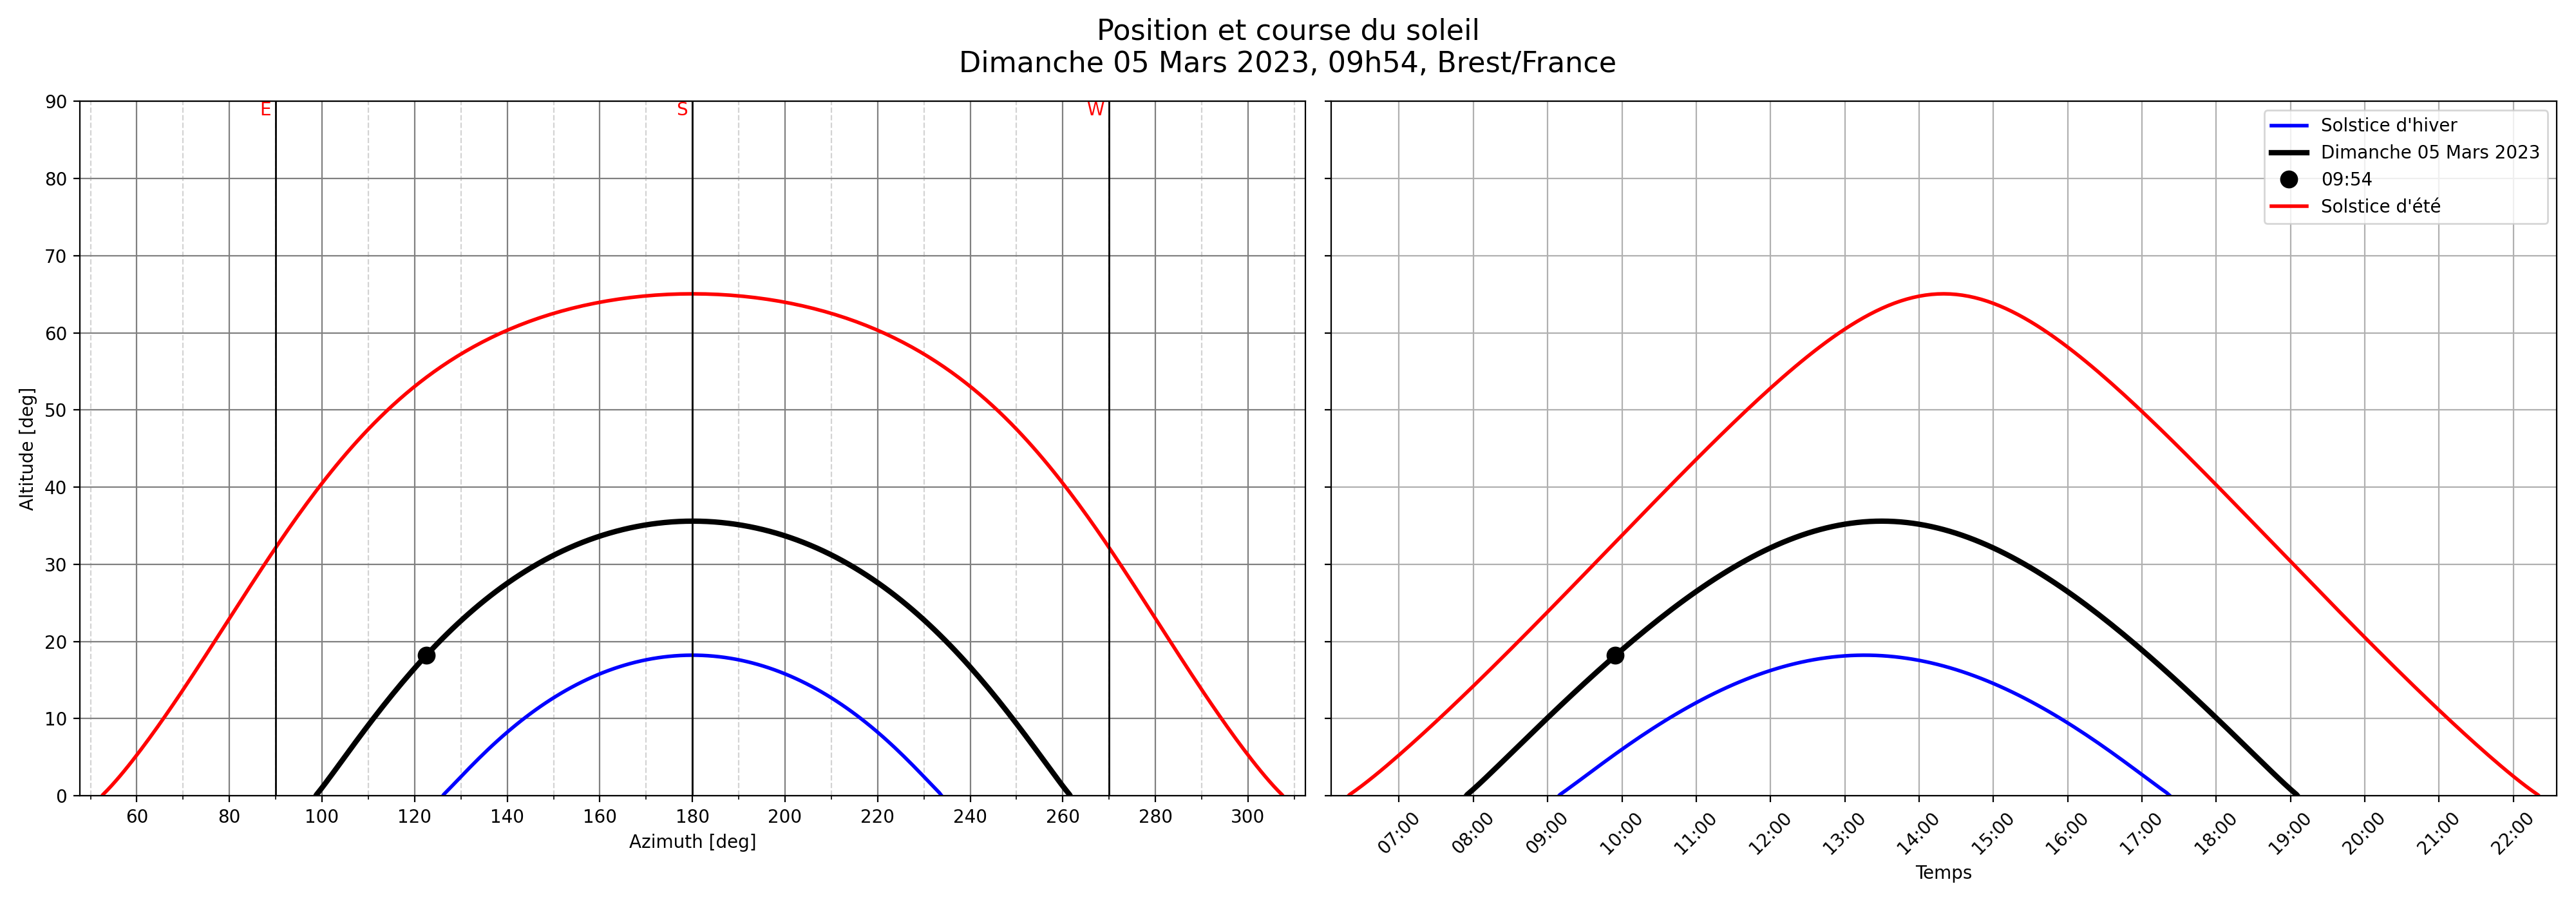 Position et course du soleil
Dimanche 05 Mars 2023, 09h54, Brest/France
E
S
W
90
80
70
60
50
40
30
20
10
0
Altitude [deg]
60 80 100 120 140 160 180 200 220 240 260 280 300
Azimuth [deg]
Solstice d'hiver
Dimanche 05 Mars 2023
09:54
Solstice d'été
07:00 08:00 09:00 10:00 11:00 12:00 13:00 14:00 15:00 16:00 17:00 18:00 19:00 20:00 21:00 22:00
Temps